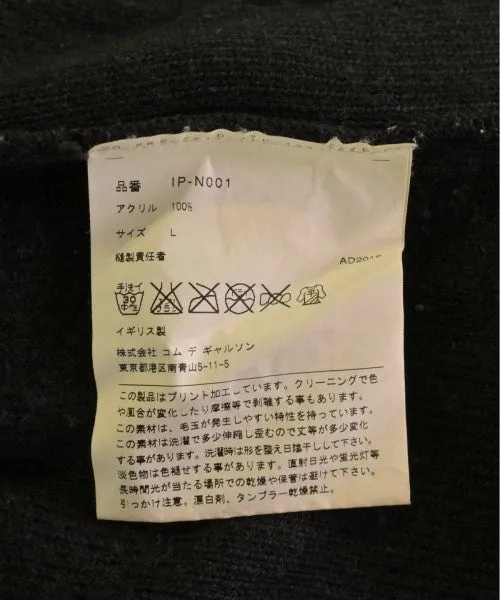 品番 IP-N001
アクリル 100%
サイズ L
縫製責任者
手洗イ
30
中性
イギリス製
株式会社 コム デ ギャルソン
東京都港区南青山5-11-5
この製品はプリント加工しています。クリーニングで色
や風合が変化したり摩擦等で剥離する事もあります。
この素材は、毛玉が発生しやすい特性を持っています。
この素材は洗濯で多少伸縮し歪むので丈等が多少変化
する事があります。洗濯時は形を整え日陰干しして下さい。
淡色物は色褪せする事があります。直射日光や蛍光灯等
長時間光が当たる場所での乾燥や保管は避けて下さい。
引っかけ注意。漂白剤、タンブラー乾燥禁止。